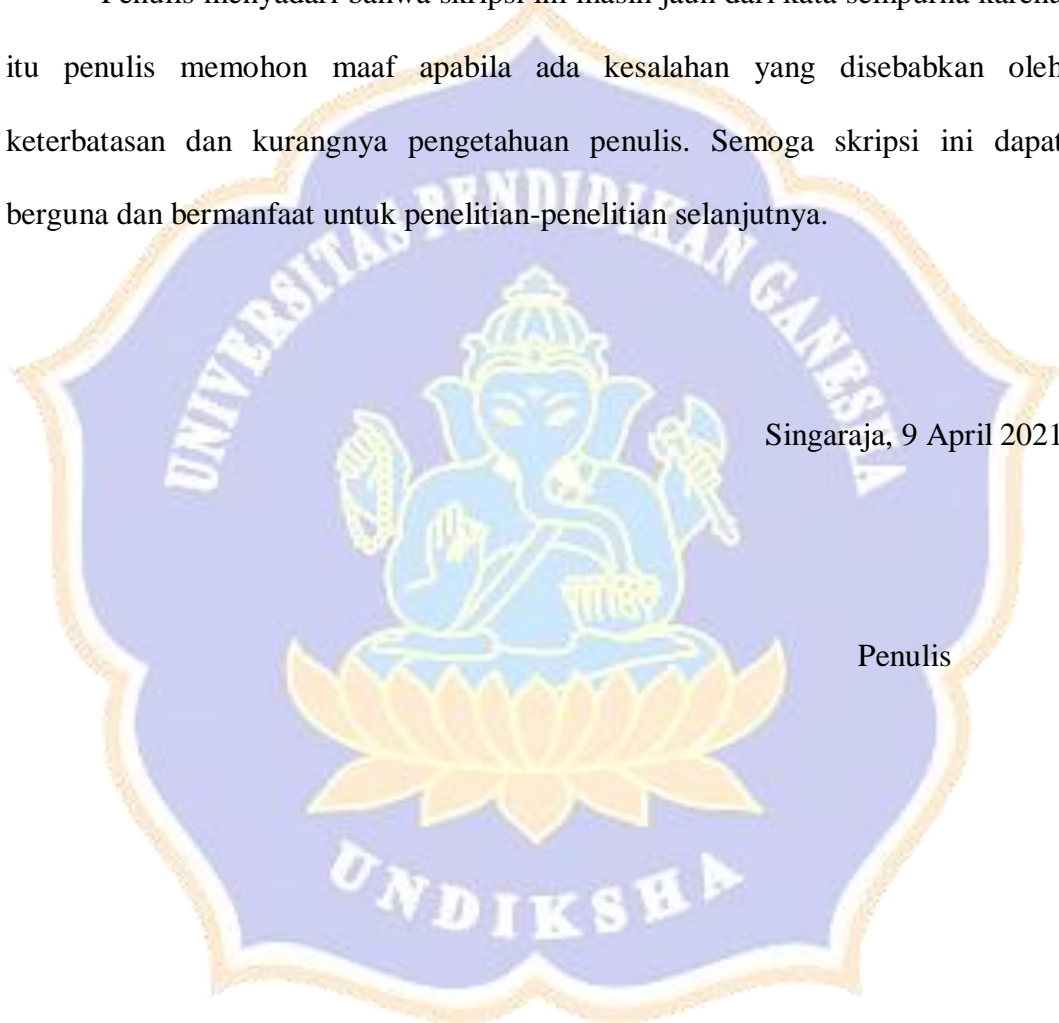 Penulis menyadari bahwa skripsi ini masih jauh dari kata sempurna karena
itu penulis memohon maaf apabila ada kesalahan yang disebabkan oleh
keterbatasan dan kurangnya pengetahuan penulis. Semoga skripsi ini dapat
berguna dan bermanfaat untuk penelitian-penelitian selanjutnya.
UNIVERSITAS PENDIDIKAN GANESHA
Singaraja, 9 April 2021
Penulis
UNDIKSHA